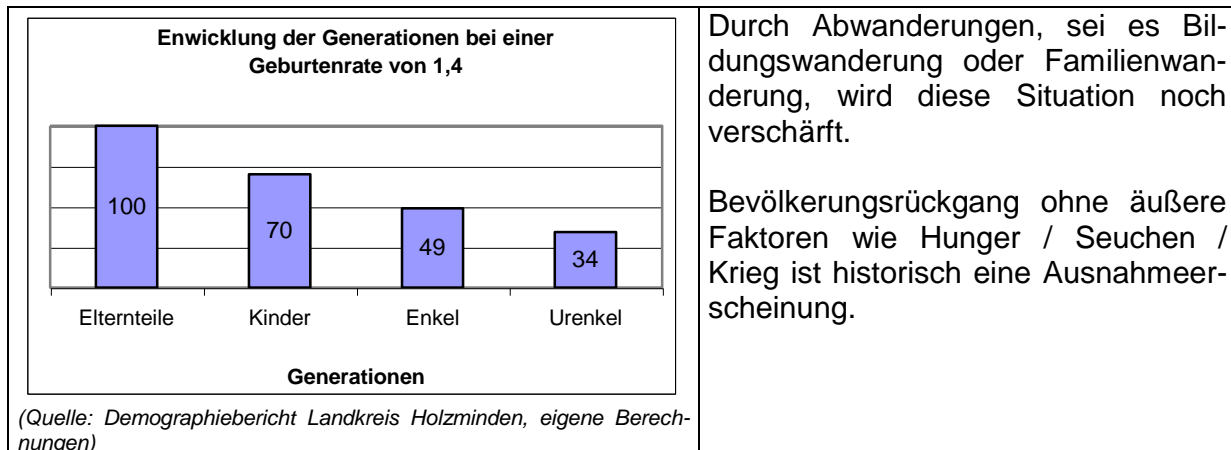 Enwicklung der Generationen bei einer
Geburtenrate von 1,4
100
70
49
34
Elternteile
Kinder
Enkel
Urenkel
Generationen
(Quelle: Demographiebericht Landkreis Holzminden, eigene Berech-
nungen)
Durch Abwanderungen, sei es Bil-
dungswanderung oder Familienwan-
derung, wird diese Situation noch
verschärft.
Bevölkerungsrückgang ohne äußere
Faktoren wie Hunger / Seuchen /
Krieg ist historisch eine Ausnahmeer-
scheinung.